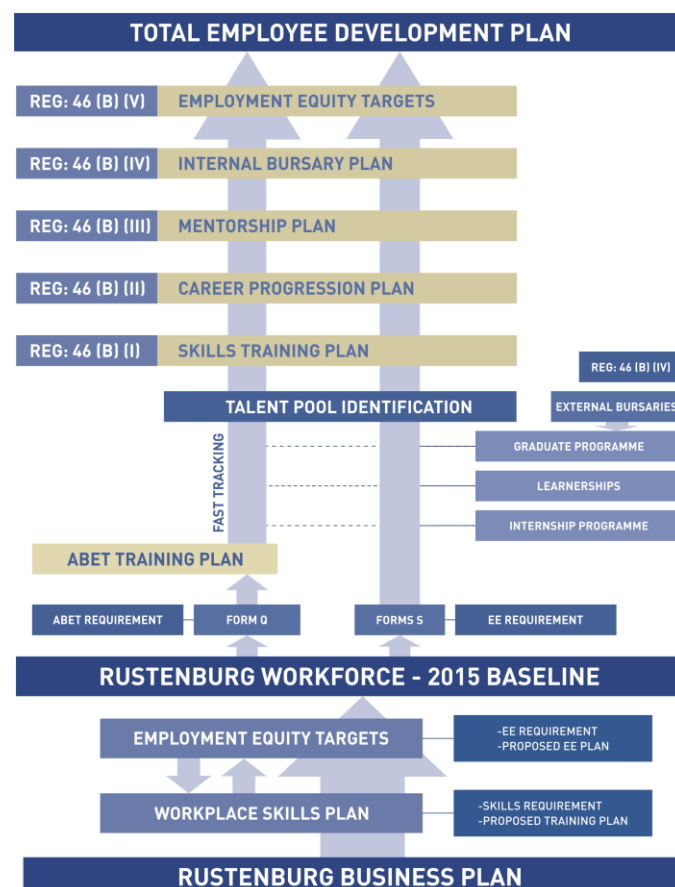 TOTAL EMPLOYEE DEVELOPMENT PLAN
REG: 46 (B) (V) EMPLOYMENT EQUITY TARGETS
REG: 46 (B) (IV) INTERNAL BURSARY PLAN
REG: 46 (B) (III) MENTORSHIP PLAN
REG: 46 (B) (II) CAREER PROGRESSION PLAN
REG: 46 (B) (I) SKILLS TRAINING PLAN
REG: 46 (B) (IV)
TALENT POOL IDENTIFICATION
EXTERNAL BURSARIES
FAST TRACKING
GRADUATE PROGRAMME
LEARNERSHIPS
INTERNSHIP PROGRAMME
ABET TRAINING PLAN
ABET REQUIREMENT FORM Q FORMS S EE REQUIREMENT
RUSTENBURG WORKFORCE - 2015 BASELINE
EMPLOYMENT EQUITY TARGETS
-EE REQUIREMENT
-PROPOSED EE PLAN
WORKPLACE SKILLS PLAN
-SKILLS REQUIREMENT
-PROPOSED TRAINING PLAN
RUSTENBURG BUSINESS PLAN